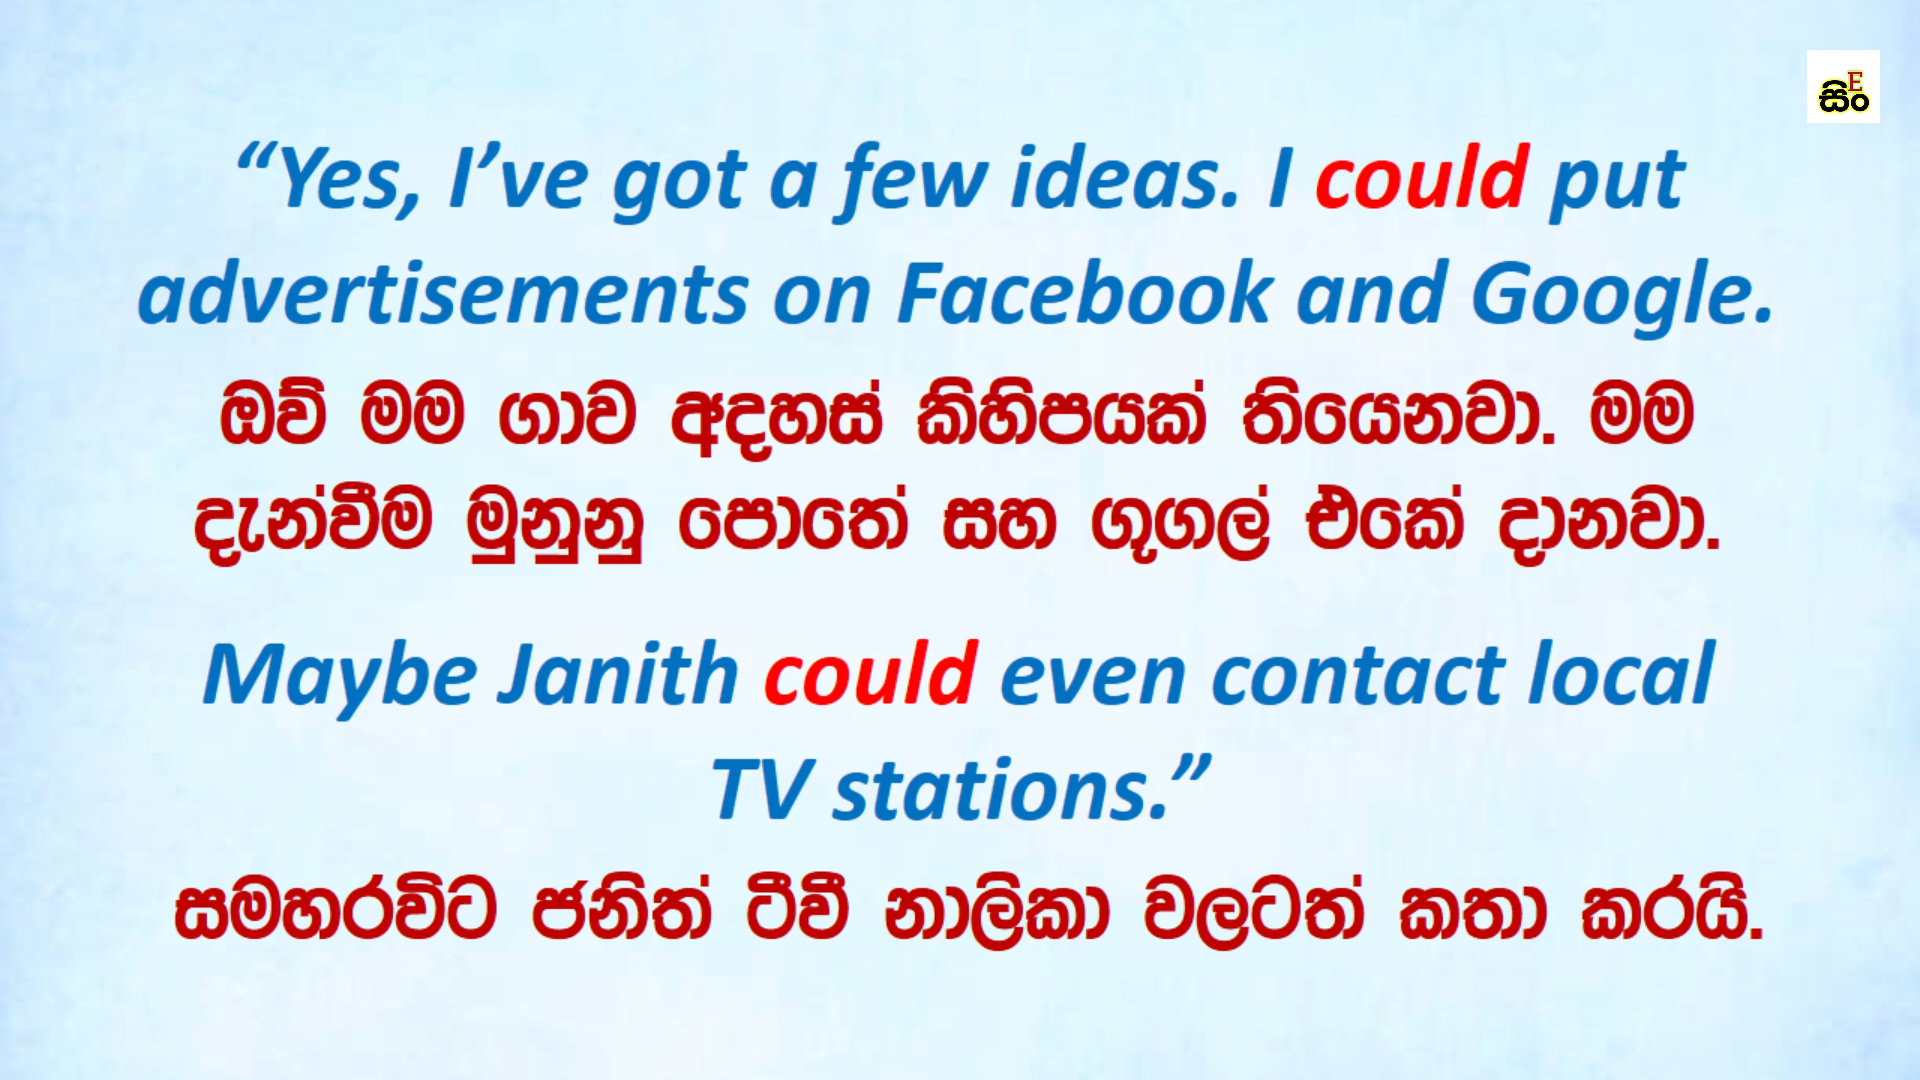 E
සිං
“Yes, I’ve got a few ideas. I could put
advertisements on Facebook and Google.
ඔව් මම ගාව අදහස් කිහිපයක් තියෙනවා. මම
දැන්වීම මුනුනු පොතේ සහ ගූගල් එකේ දානවා.
Maybe Janith could even contact local
TV stations.”
සමහරවිට ජනිත් ටීවී නාලිකා වලටත් කතා කරයි.